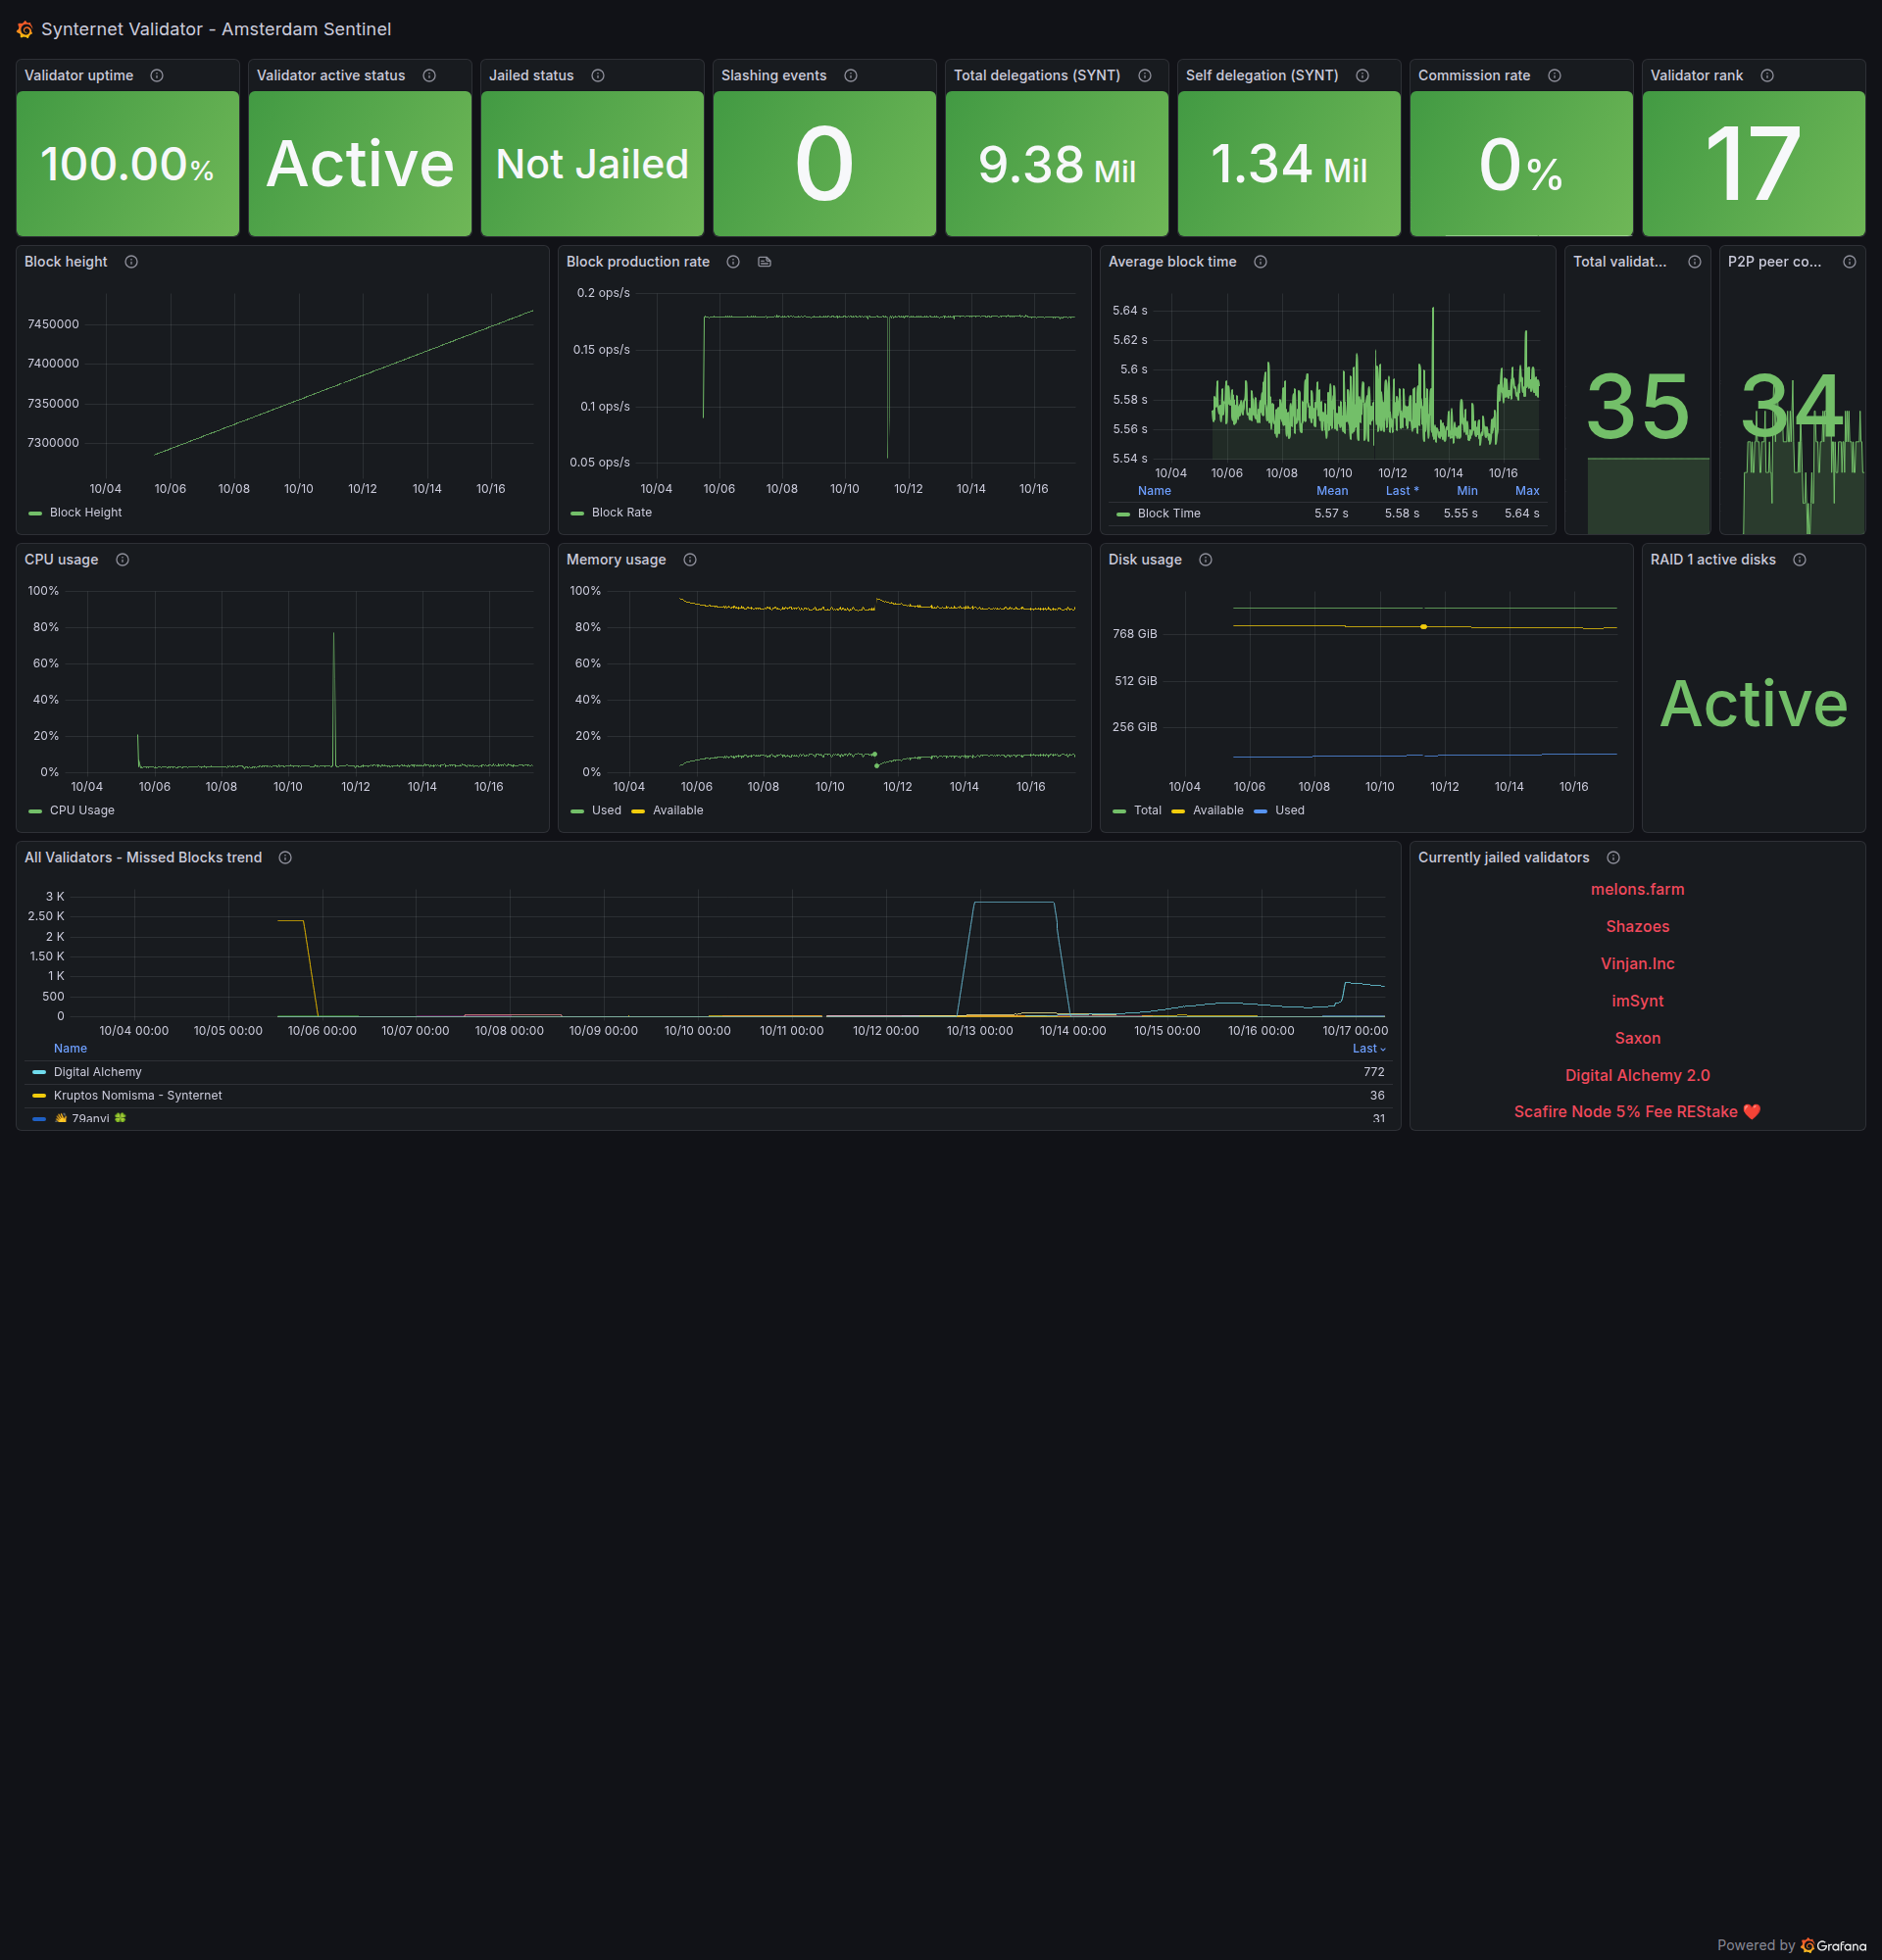 Synternet Validator - Amsterdam Sentinel
Validator uptime
100.00%
Validator active status
Active
Jailed status
Not Jailed
Slashing events
0
Total delegations (SYNT)
9.38 Mil
Self delegation (SYNT)
1.34 Mil
Commission rate
0%
Validator rank
17
Block height
7450000
7400000
7350000
7300000
10/04 10/06 10/08 10/10 10/12 10/14 10/16
Block Height
Block production rate
0.2 ops/s
0.15 ops/s
0.1 ops/s
0.05 ops/s
10/04 10/06 10/08 10/10 10/12 10/14 10/16
Block Rate
Average block time
5.64 s
5.62 s
5.6 s
5.58 s
5.56 s
5.54 s
10/04 10/06 10/08 10/10 10/12 10/14 10/16
Name Mean Last * Min Max
Block TIme 5.57 s 5.58 s 5.55 s 5.64 s
Total validat...
35
P2P peer co...
34
CPU usage
100%
80%
60%
40%
20%
0%
10/04 10/06 10/08 10/10 10/12 10/14 10/16
CPU Usage
Memory usage
100%
80%
60%
40%
20%
0%
10/04 10/06 10/08 10/10 10/12 10/14 10/16
Used Available
Disk usage
768 GiB
512 GiB
256 GiB
10/04 10/06 10/08 10/10 10/12 10/14 10/16
Total Available Used
RAID 1 active disks
Active
All Validators - Missed Blocks trend
3 K
2.50 K
2 K
1.50 K
1 K
500
0
10/04 00:00 10/05 00:00 10/06 00:00 10/07 00:00 10/08 00:00 10/09 00:00 10/10 00:00 10/11 00:00 10/12 00:00 10/13 00:00 10/14 00:00 10/15 00:00 10/16 00:00 10/17 00:00
Name Last
Digital Alchemy 772
Kruptos Nomisma - Synternet 36
👋 79anvi 🍀 31
Currently jailed validators
melons.farm
Shazoes
Vinjan.Inc
imSynt
Saxon
Digital Alchemy 2.0
Scafire Node 5% Fee REStake ❤️
Powered by Grafana